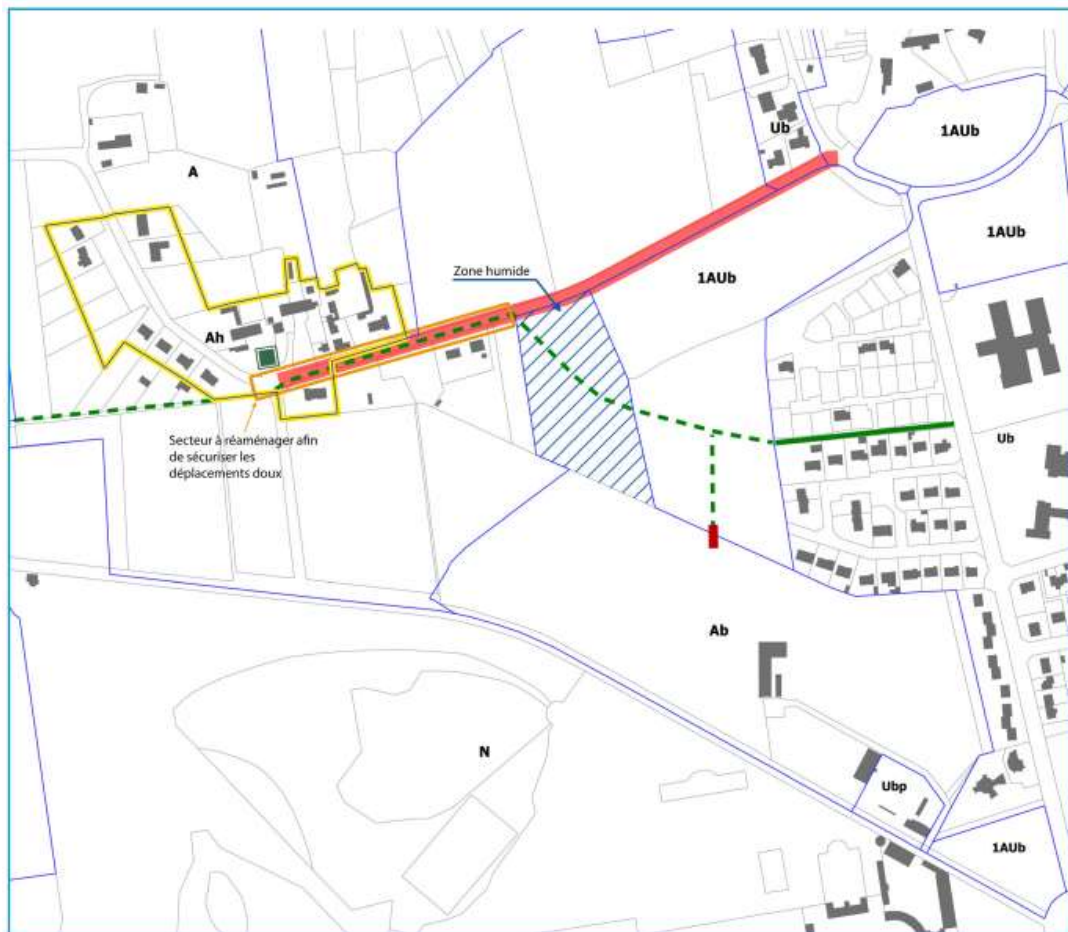 Ub
1AUb
A
1AUb
Zone humide
1AUb
Ah
Secteur à réaménager afin
de sécuriser les
déplacements doux
Ub
Ab
N
Ubp
1AUb